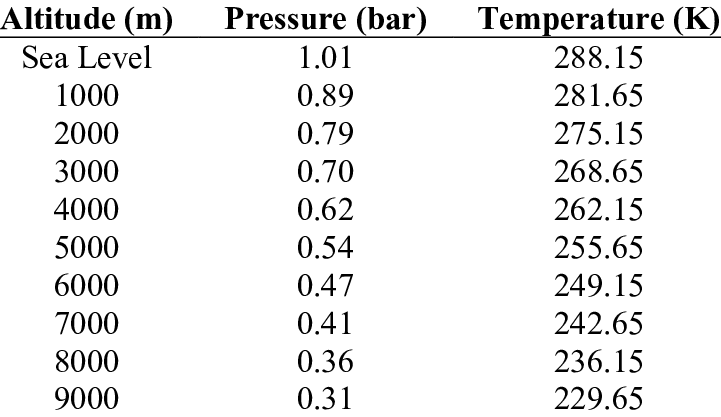 Altitude (m) Pressure (bar) Temperature (K)
Sea Level 1.01 288.15
1000 0.89 281.65
2000 0.79 275.15
3000 0.70 268.65
4000 0.62 262.15
5000 0.54 255.65
6000 0.47 249.15
7000 0.41 242.65
8000 0.36 236.15
9000 0.31 229.65